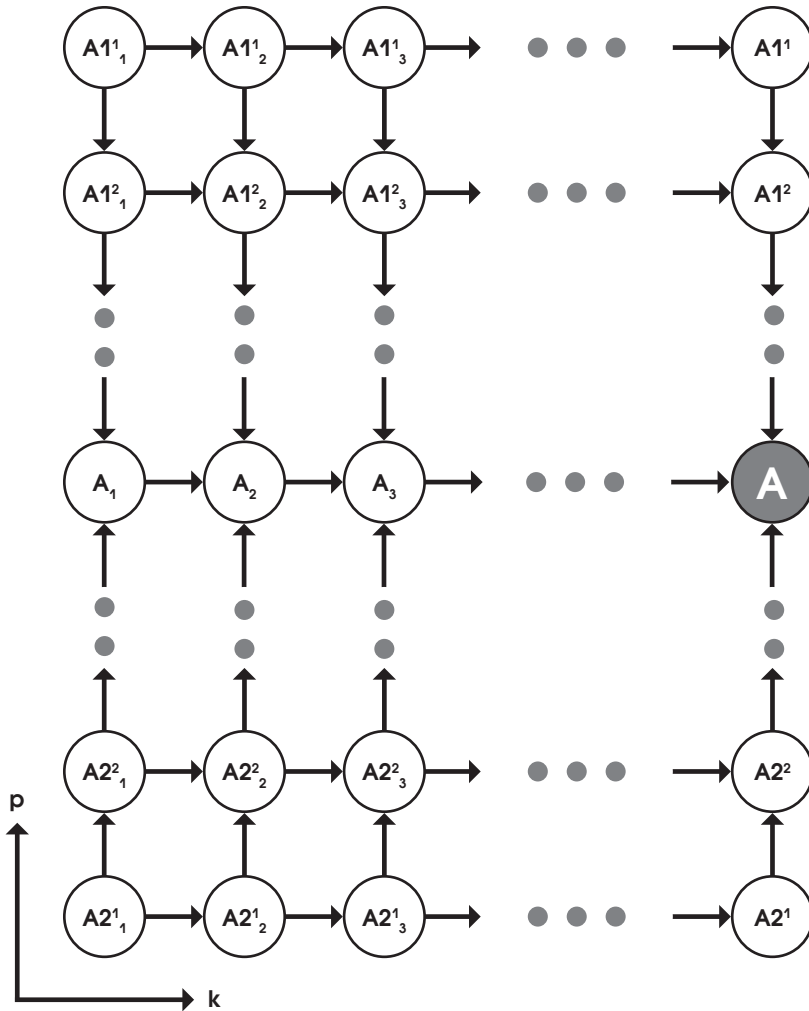 A1¹₁ A1¹₂ A1¹₃ A1¹
A1²₁ A1²₂ A1²₃ A1²
A₁ A₂ A₃ A
A2²₁ A2²₂ A2²₃ A2²
p
A2¹₁ A2¹₂ A2¹₃ A2¹
k